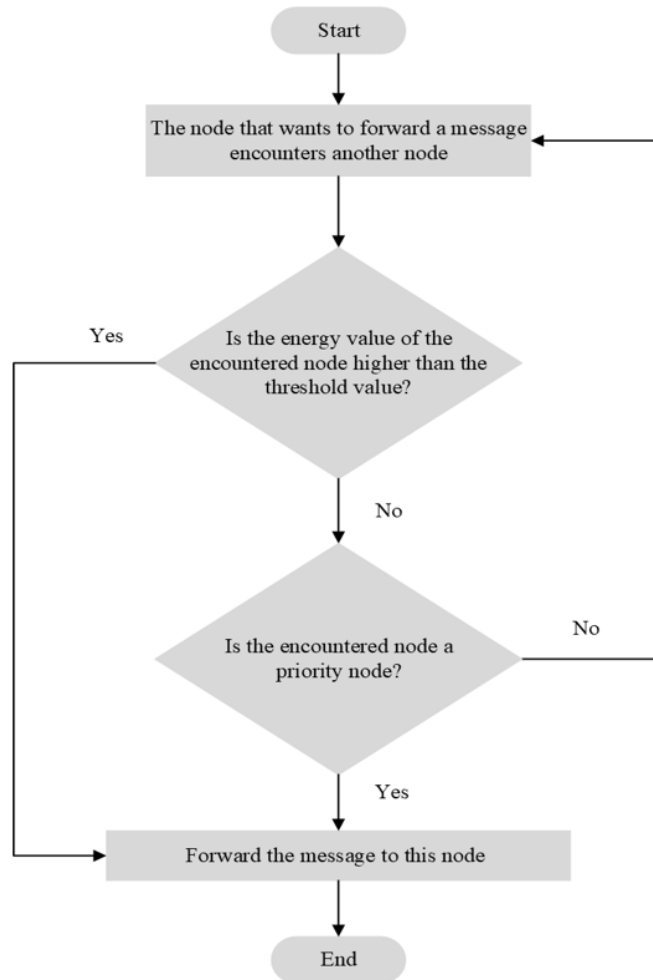 Start
The node that wants to forward a message
encounters another node
Yes
Is the energy value of the
encountered node higher than the
threshold value?
No
Is the encountered node a
priority node?
No
Yes
Forward the message to this node
End